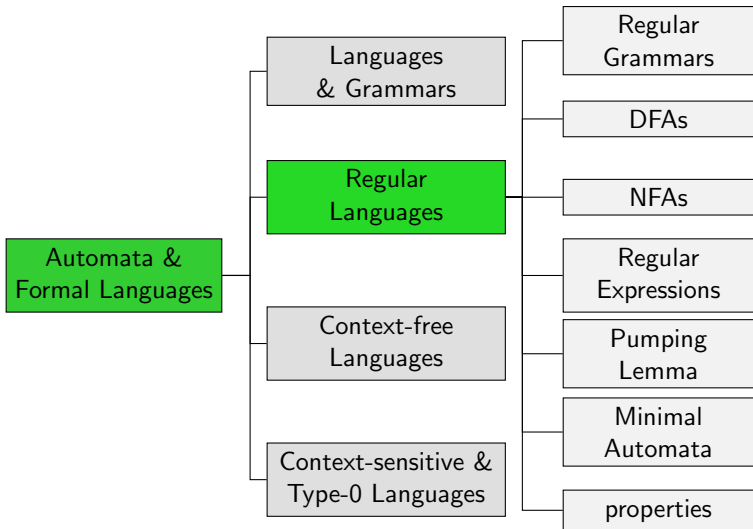 Automata &
Formal Languages
Languages
& Grammars
Regular
Languages
Context-free
Languages
Context-sensitive &
Type-0 Languages
Regular
Grammars
DFAs
NFAs
Regular
Expressions
Pumping
Lemma
Minimal
Automata
properties